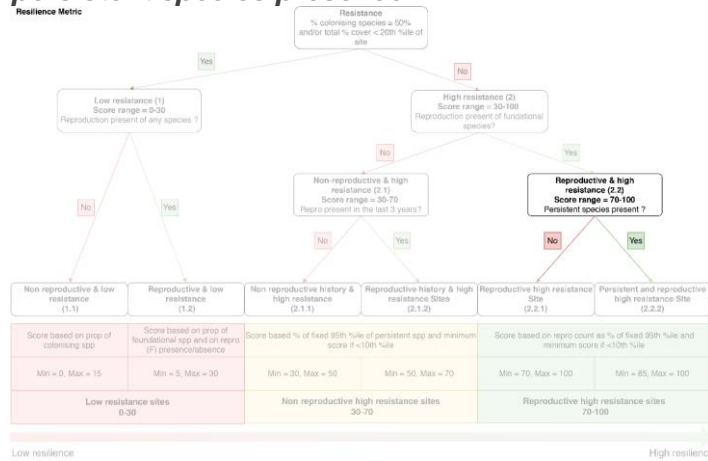 persistent species presence
Resilience Metric
Resistance
% colonising species ≥ 50%
and/or total % cover < 20th %ile of
site
Yes
No
Low resistance (1)
Score range = 0-30
Reproduction present of any species ?
High resistance (2)
Score range = 30-100
Reproduction present of fundational
species?
No
Yes
Non-reproductive & high
resistance (2.1)
Score range = 30-70
Repro present in the last 3 years?
Reproductive & high
resistance (2.2)
Score range = 70-100
Persistent species present ?
No
Yes
No
Yes
No
Yes
Non reproductive & low
resistance
(1.1)
Reproductive & low
resistance
(1.2)
Non reproductive history &
high resistance
(2.1.1)
Reproductive history & high
resistance Sites
(2.1.2)
Reproductive high resistance
Site
(2.2.1)
Persistent and reproductive
high resistance Site
(2.2.2)
Score based on prop of
colonising spp
Score based on prop of
foundational spp and on repro
(F) presence/absence
Score based % of fixed 95th %ile of persistent spp and minimum
score if <10th %ile
Score based on repro count as % of fixed 95th %ile and
minimum score if <10th %ile
Min = 0, Max = 15
Min = 5, Max = 30
Min = 30, Max = 50
Min = 50, Max = 70
Min = 70, Max = 100
Min = 85, Max = 100
Low resistance sites
0-30
Non reproductive high resistance sites
30-70
Reproductive high resistance sites
70-100
Low resilience
High resilience